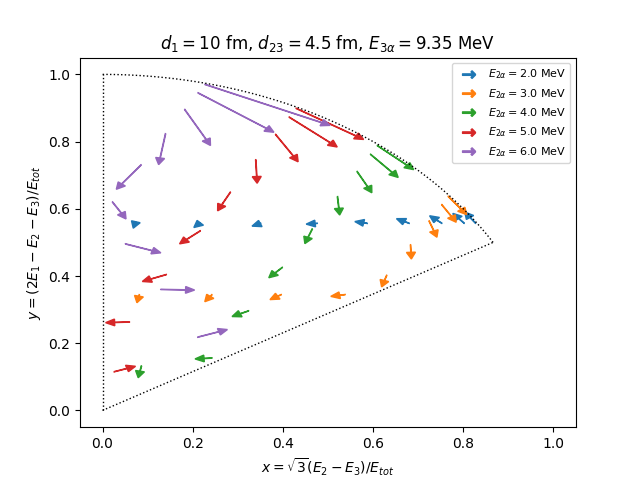 d₁ = 10 fm, d₂₃ = 4.5 fm, E₃α = 9.35 MeV
E₂α = 2.0 MeV
E₂α = 3.0 MeV
E₂α = 4.0 MeV
E₂α = 5.0 MeV
E₂α = 6.0 MeV
y = (2E₁ − E₂ − E₃)/Eₜₒₜ
1.0
0.8
0.6
0.4
0.2
0.0
0.0 0.2 0.4 0.6 0.8 1.0
x = √3(E₂ − E₃)/Eₜₒₜ